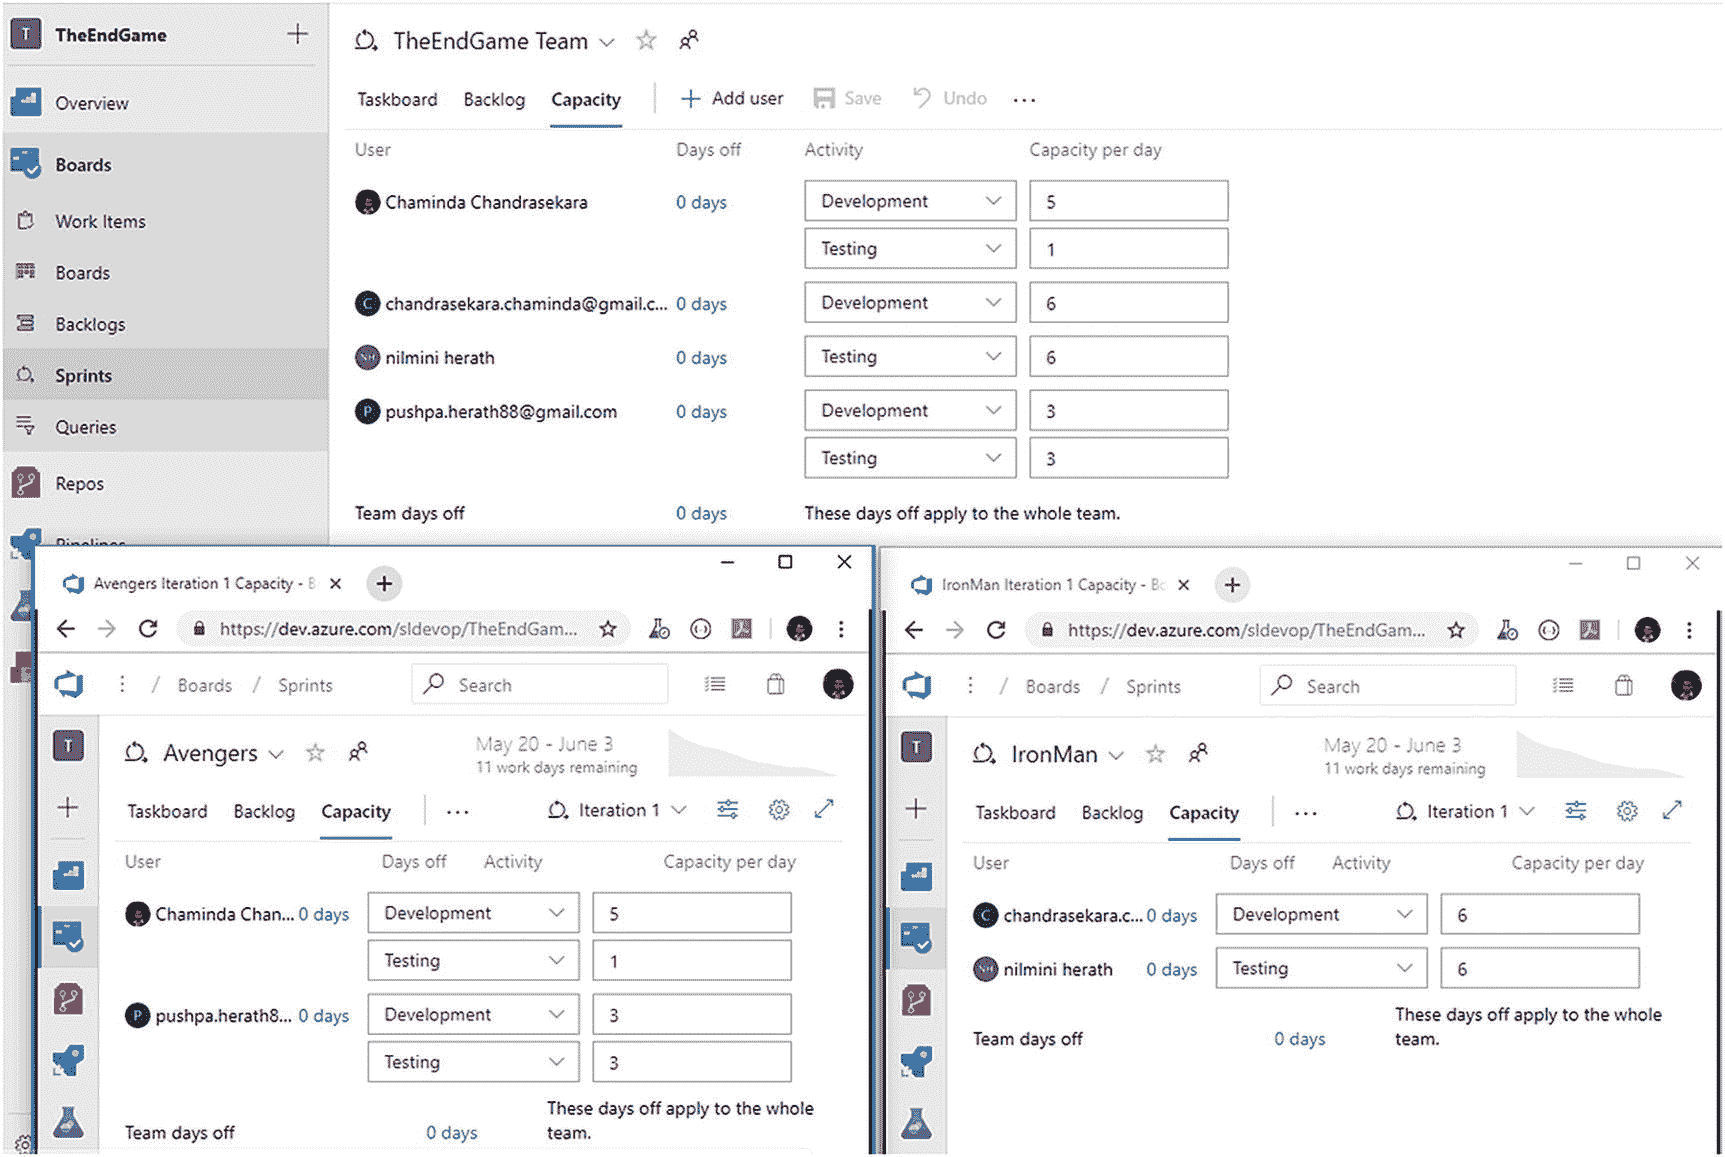 T TheEndGame
Overview
Boards
Work Items
Boards
Backlogs
Sprints
Queries
Repos
Pipelines
TheEndGame Team
Taskboard Backlog Capacity Add user Save Undo ...
User Days off Activity Capacity per day
Chaminda Chandrasekara 0 days Development 5
Testing 1
C chandrasekara.chaminda@gmail.c... 0 days Development 6
NH nilmini herath 0 days Testing 6
P pushpa.herath88@gmail.com 0 days Development 3
Testing 3
Team days off 0 days These days off apply to the whole team.
Avengers Iteration 1 Capacity - B
https://dev.azure.com/sldevop/TheEndGam...
/ Boards / Sprints Search
T Avengers May 20 - June 3
11 work days remaining
Taskboard Backlog Capacity ... Iteration 1
User Days off Activity Capacity per day
Chaminda Chan... 0 days Development 5
Testing 1
P pushpa.herath8... 0 days Development 3
Testing 3
These days off apply to the whole
Team days off 0 days team.
IronMan Iteration 1 Capacity - Bo
https://dev.azure.com/sldevop/TheEndGam...
/ Boards / Sprints Search
T IronMan May 20 - June 3
11 work days remaining
Taskboard Backlog Capacity ... Iteration 1
User Days off Activity Capacity per day
C chandrasekara.c... 0 days Development 6
NH nilmini herath 0 days Testing 6
These days off apply to the whole
Team days off 0 days team.